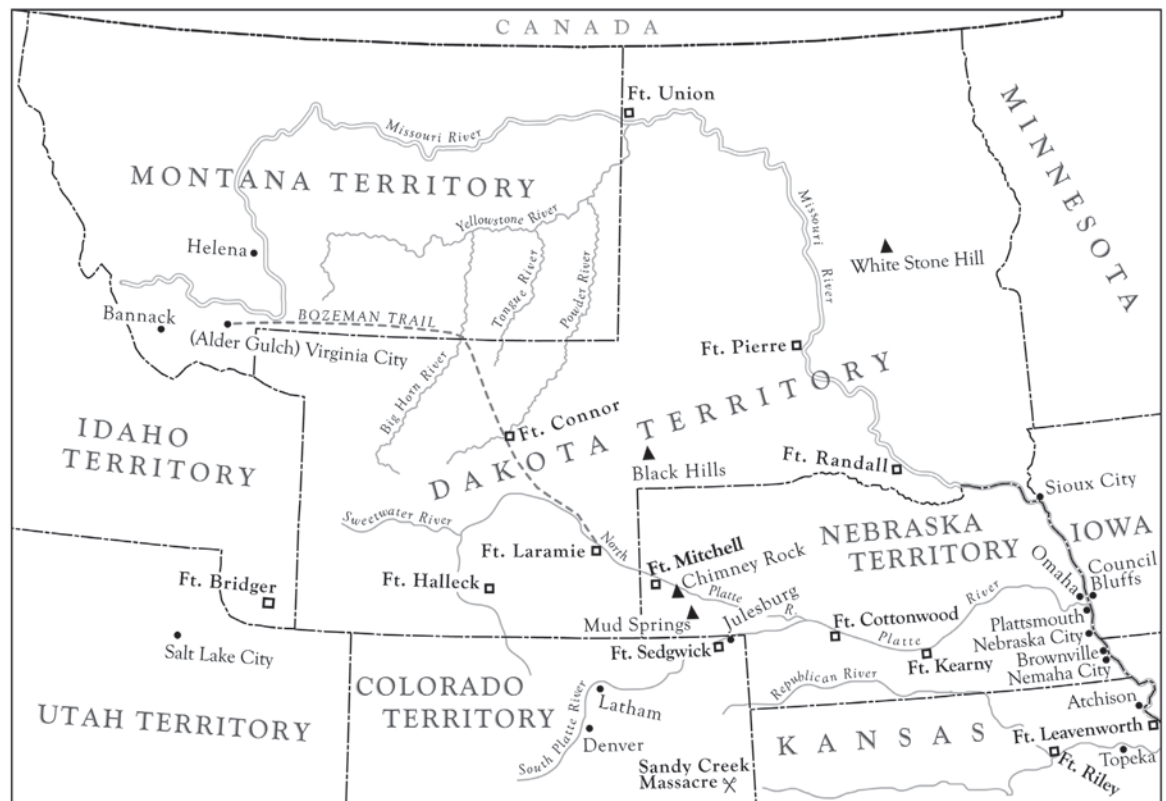 CANADA
Ft. Union
MINNESOTA
Missouri River
MONTANA TERRITORY
Yellowstone River
Missouri River
Helena
Tongue River
Powder River
White Stone Hill
Bannack
BOZEMAN TRAIL
(Alder Gulch) Virginia City
Ft. Pierre
Big Horn River
Ft. Connor
DAKOTA TERRITORY
IDAHO
TERRITORY
Black Hills
Ft. Randall
Sioux City
Sweetwater River
North
NEBRASKA
TERRITORY
IOWA
Ft. Laramie
Ft. Mitchell
Chimney Rock
Omaha
Council
Bluffs
Ft. Bridger
Ft. Halleck
Platte
R.
River
Mud Springs
Julesburg
Ft. Cottonwood
Plattsmouth
Platte
Nebraska City
Salt Lake City
Ft. Sedgwick
Ft. Kearny
Brownville
Nemaha City
Republican River
COLORADO
TERRITORY
Latham
Atchison
UTAH TERRITORY
KANSAS
Ft. Leavenworth
South Platte River
Denver
Topeka
Sandy Creek
Massacre
Ft. Riley